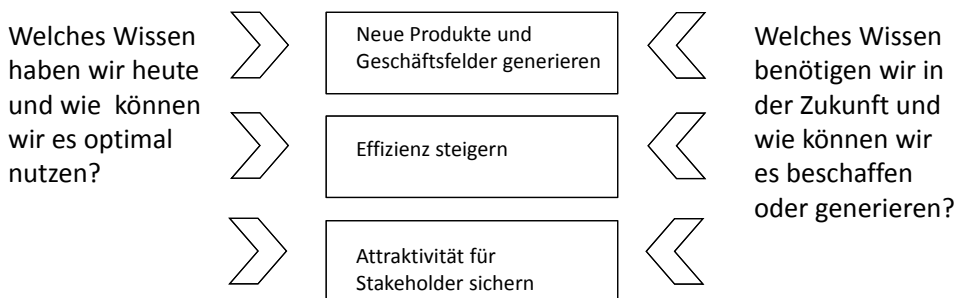 Welches Wissen
haben wir heute
und wie können
wir es optimal
nutzen?
Neue Produkte und
Geschäftsfelder generieren
Effizienz steigern
Attraktivität für
Stakeholder sichern
Welches Wissen
benötigen wir in
der Zukunft und
wie können wir
es beschaffen
oder generieren?